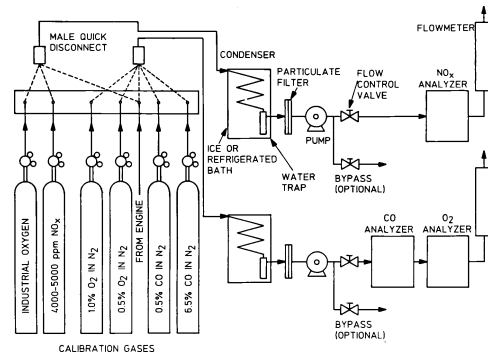 MALE QUICK
DISCONNECT
FLOWMETER
CONDENSER
PARTICULATE
FILTER
FLOW
CONTROL
VALVE
NOx
ANALYZER
PUMP
ICE OR
REFRIGERATED
BATH
WATER
TRAP
BYPASS
(OPTIONAL)
INDUSTRIAL OXYGEN
4000-5000 ppm NOx
1.0% O2 IN N2
0.5% O2 IN N2
FROM ENGINE
0.5% CO IN N2
6.5% CO IN N2
CO
ANALYZER
O2
ANALYZER
BYPASS
(OPTIONAL)
CALIBRATION GASES